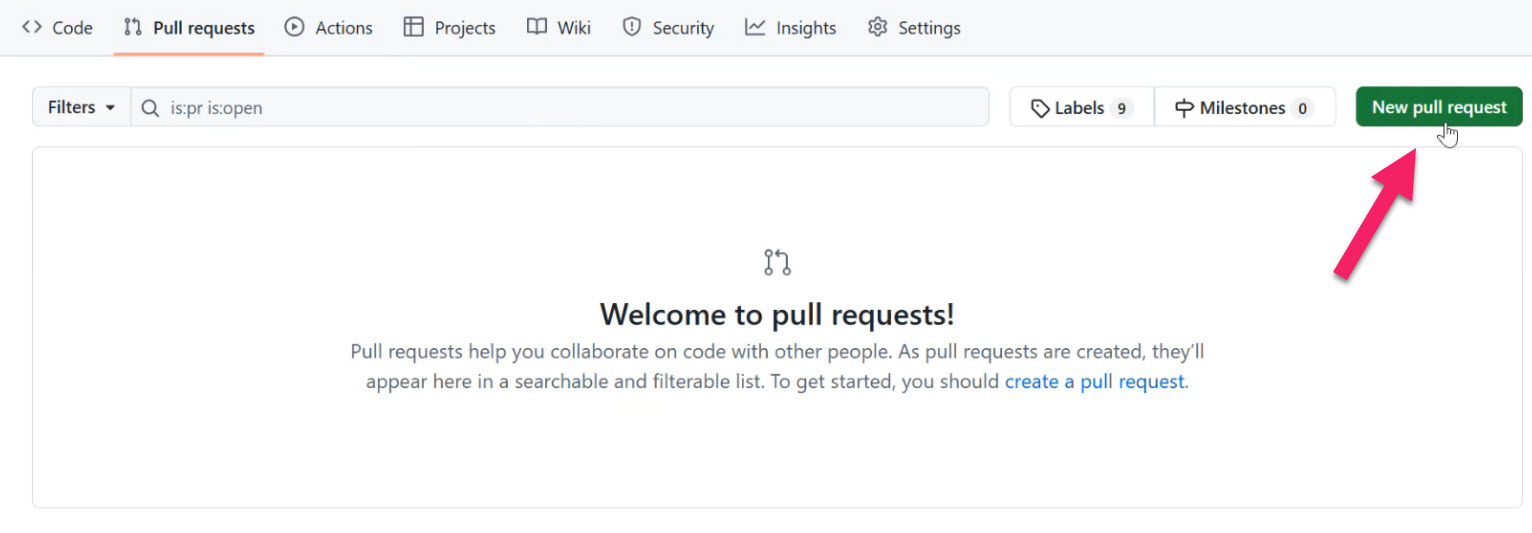 Code Pull requests Actions Projects Wiki Security Insights Settings
Filters is:pr is:open Labels 9 Milestones 0 New pull request
Welcome to pull requests!
Pull requests help you collaborate on code with other people. As pull requests are created, they’ll
appear here in a searchable and filterable list. To get started, you should create a pull request.